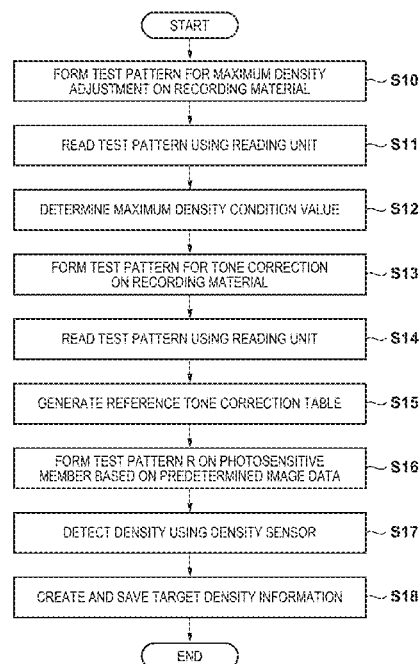 START
FORM TEST PATTERN FOR MAXIMUM DENSITY
ADJUSTMENT ON RECORDING MATERIAL
S10
READ TEST PATTERN USING READING UNIT
S11
DETERMINE MAXIMUM DENSITY CONDITION VALUE
S12
FORM TEST PATTERN FOR TONE CORRECTION
ON RECORDING MATERIAL
S13
READ TEST PATTERN USING READING UNIT
S14
GENERATE REFERENCE TONE CORRECTION TABLE
S15
FORM TEST PATTERN R ON PHOTOSENSITIVE
MEMBER BASED ON PREDETERMINED IMAGE DATA
S16
DETECT DENSITY USING DENSITY SENSOR
S17
CREATE AND SAVE TARGET DENSITY INFORMATION
S18
END